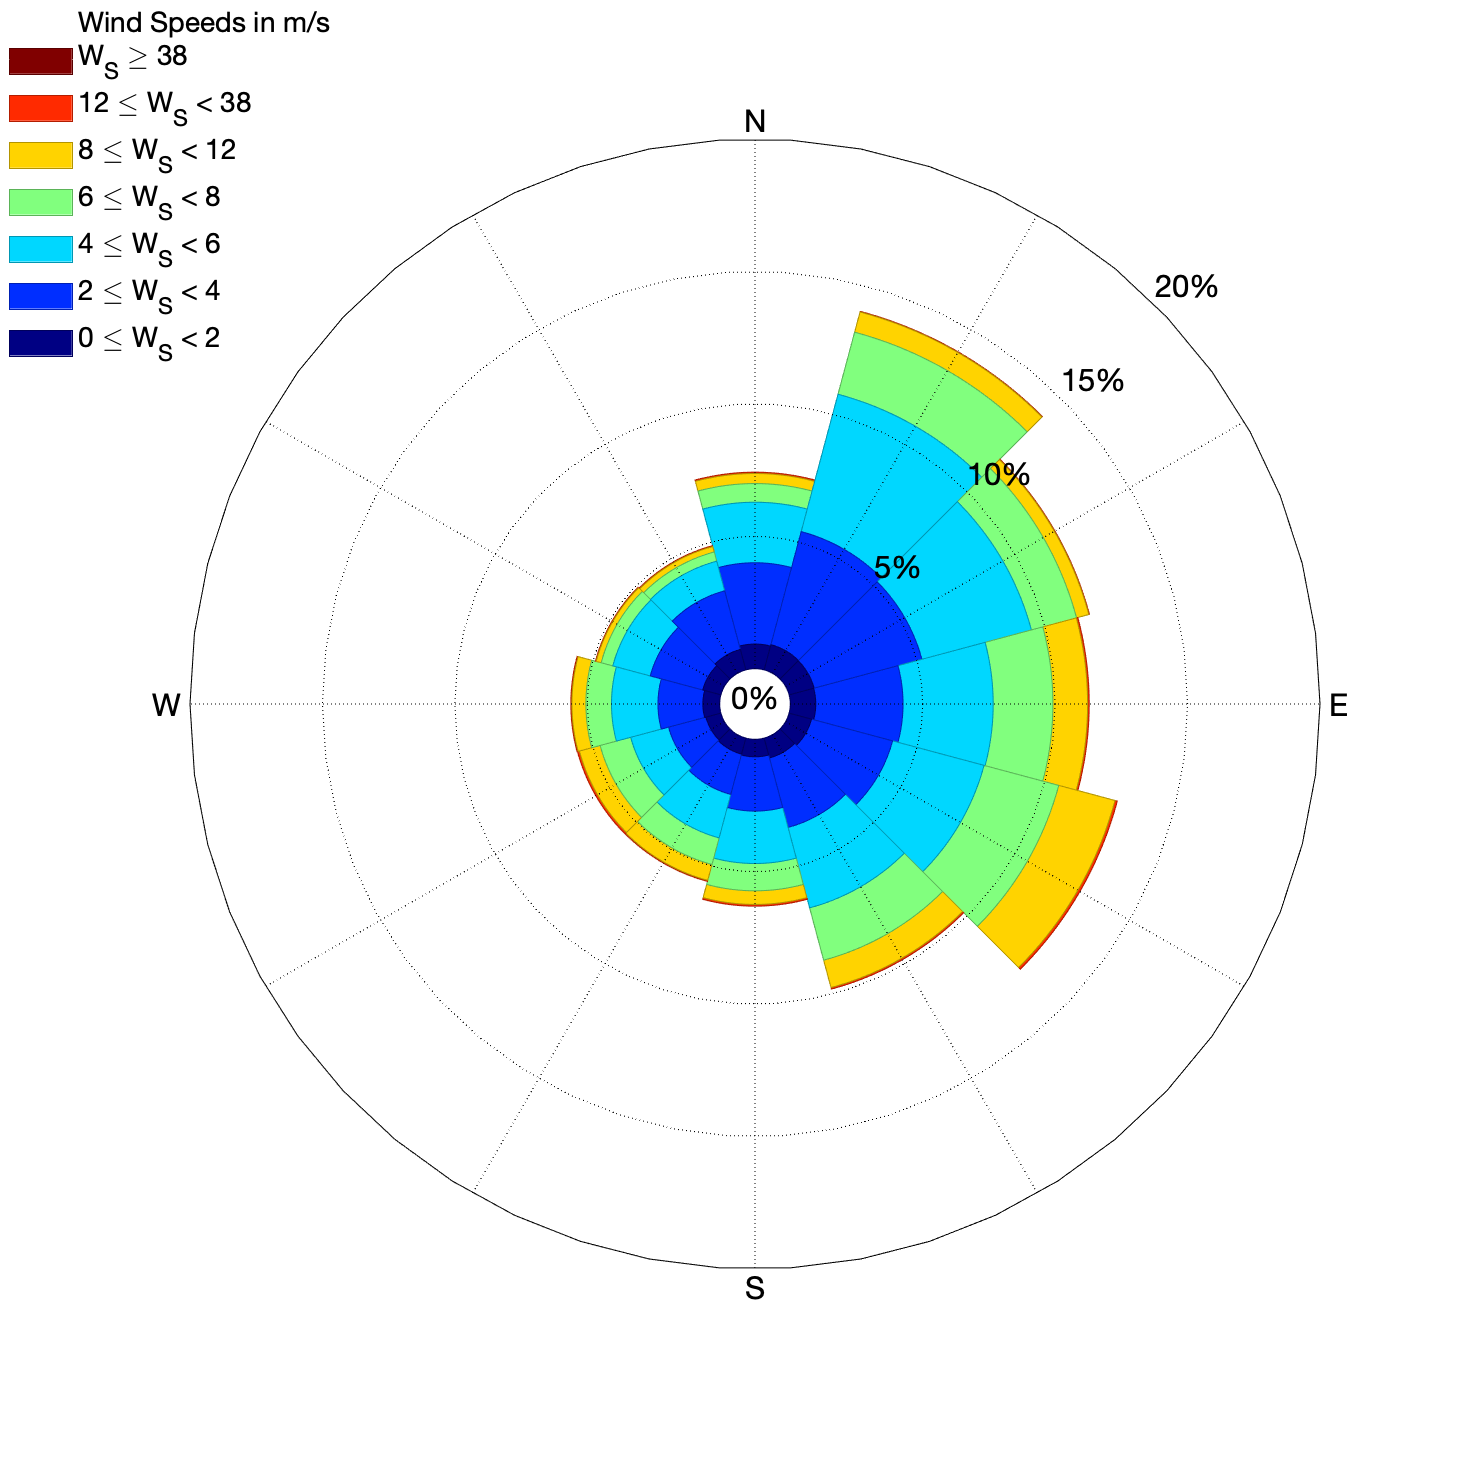 Wind Speeds in m/s
W_S ≥ 38
12 ≤ W_S < 38
8 ≤ W_S < 12
6 ≤ W_S < 8
4 ≤ W_S < 6
2 ≤ W_S < 4
0 ≤ W_S < 2
N
20%
15%
10%
5%
0%
W
E
S